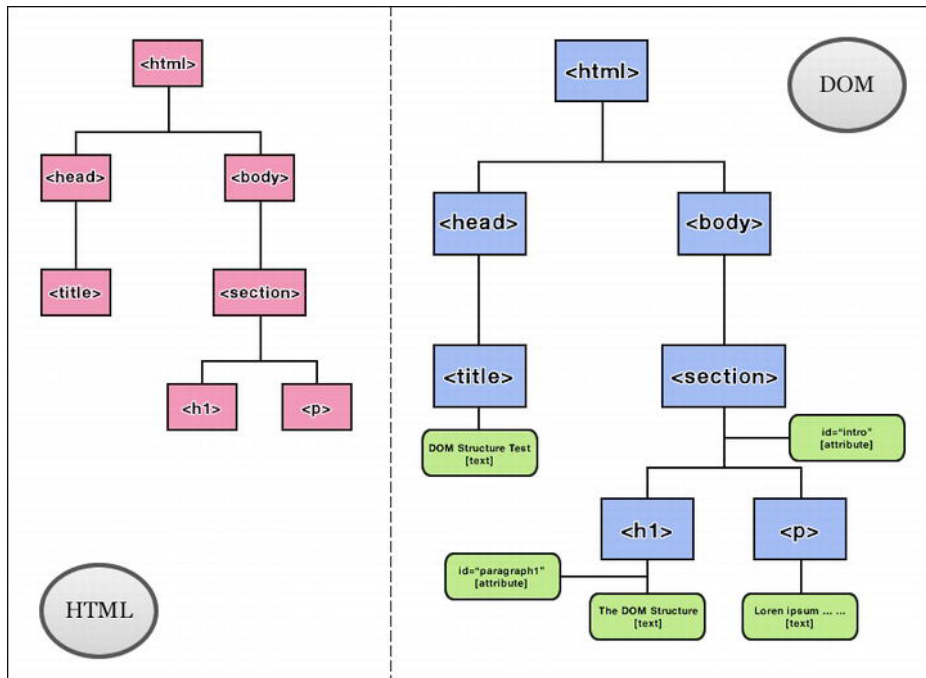 <html>
<head>
<body>
<title>
<section>
<h1>
<p>
HTML
DOM
<html>
<head>
<body>
<title>
<section>
DOM Structure Test
[text]
id="intro"
[attribute]
<h1>
<p>
id="paragraph1"
[attribute]
The DOM Structure
[text]
Loren ipsum ... ...
[text]